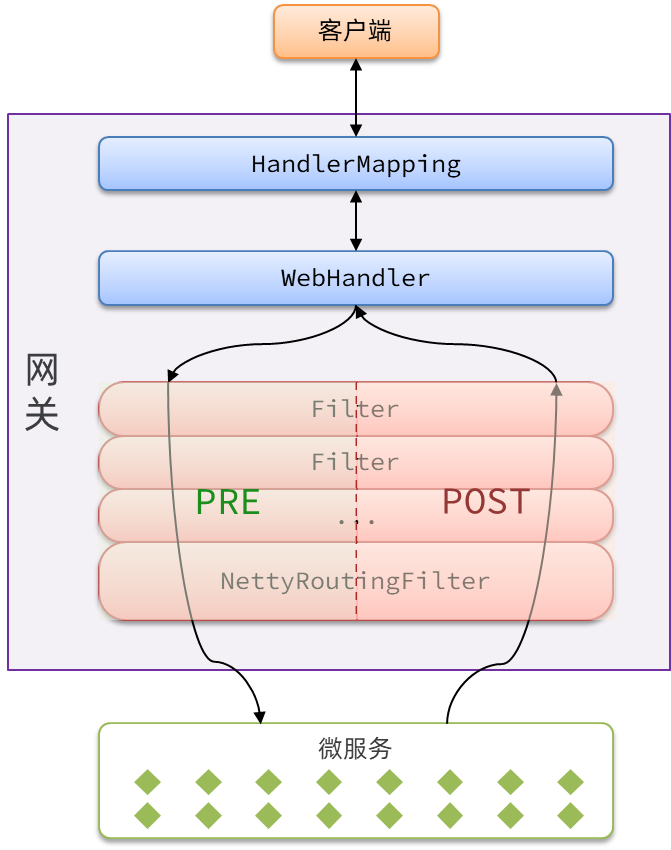 客户端
HandlerMapping
WebHandler
网
关
Filter
Filter
PRE
POST
...
NettyRoutingFilter
微服务